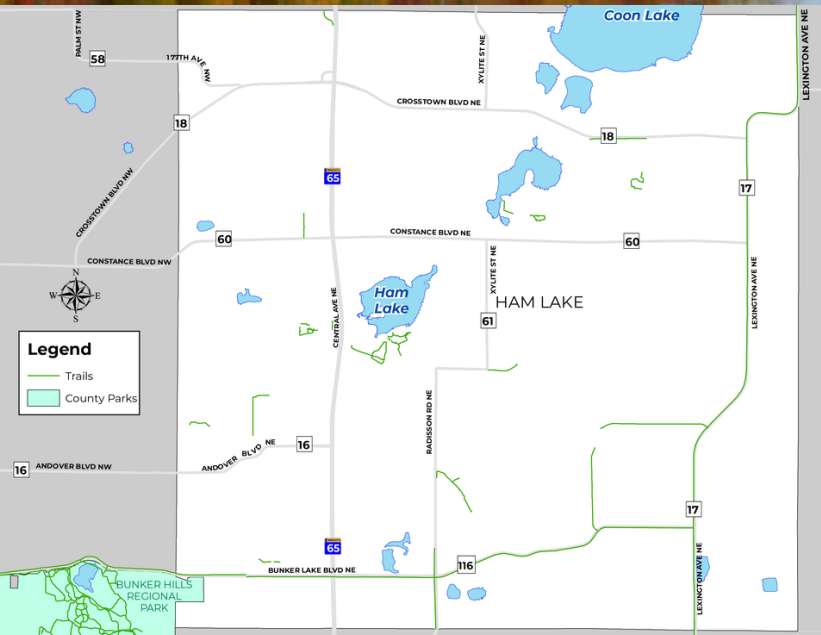 Coon Lake
PALM ST NW
58
177TH AVE NW
XYLITE ST NE
LEXINGTON AVE NE
CROSSTOWN BLVD NE
18
18
65
17
CROSSTOWN BLVD NW
CONSTANCE BLVD NE
60
60
CONSTANCE BLVD NW
XYLITE ST NE
LEXINGTON AVE NE
N
W
E
S
Ham
Lake
HAM LAKE
CENTRAL AVE NE
61
Legend
Trails
County Parks
RADISSON RD NE
16
ANDOVER BLVD NE
16
ANDOVER BLVD NW
17
65
116
BUNKER LAKE BLVD NE
LEXINGTON AVE NE
BUNKER HILLS
REGIONAL
PARK